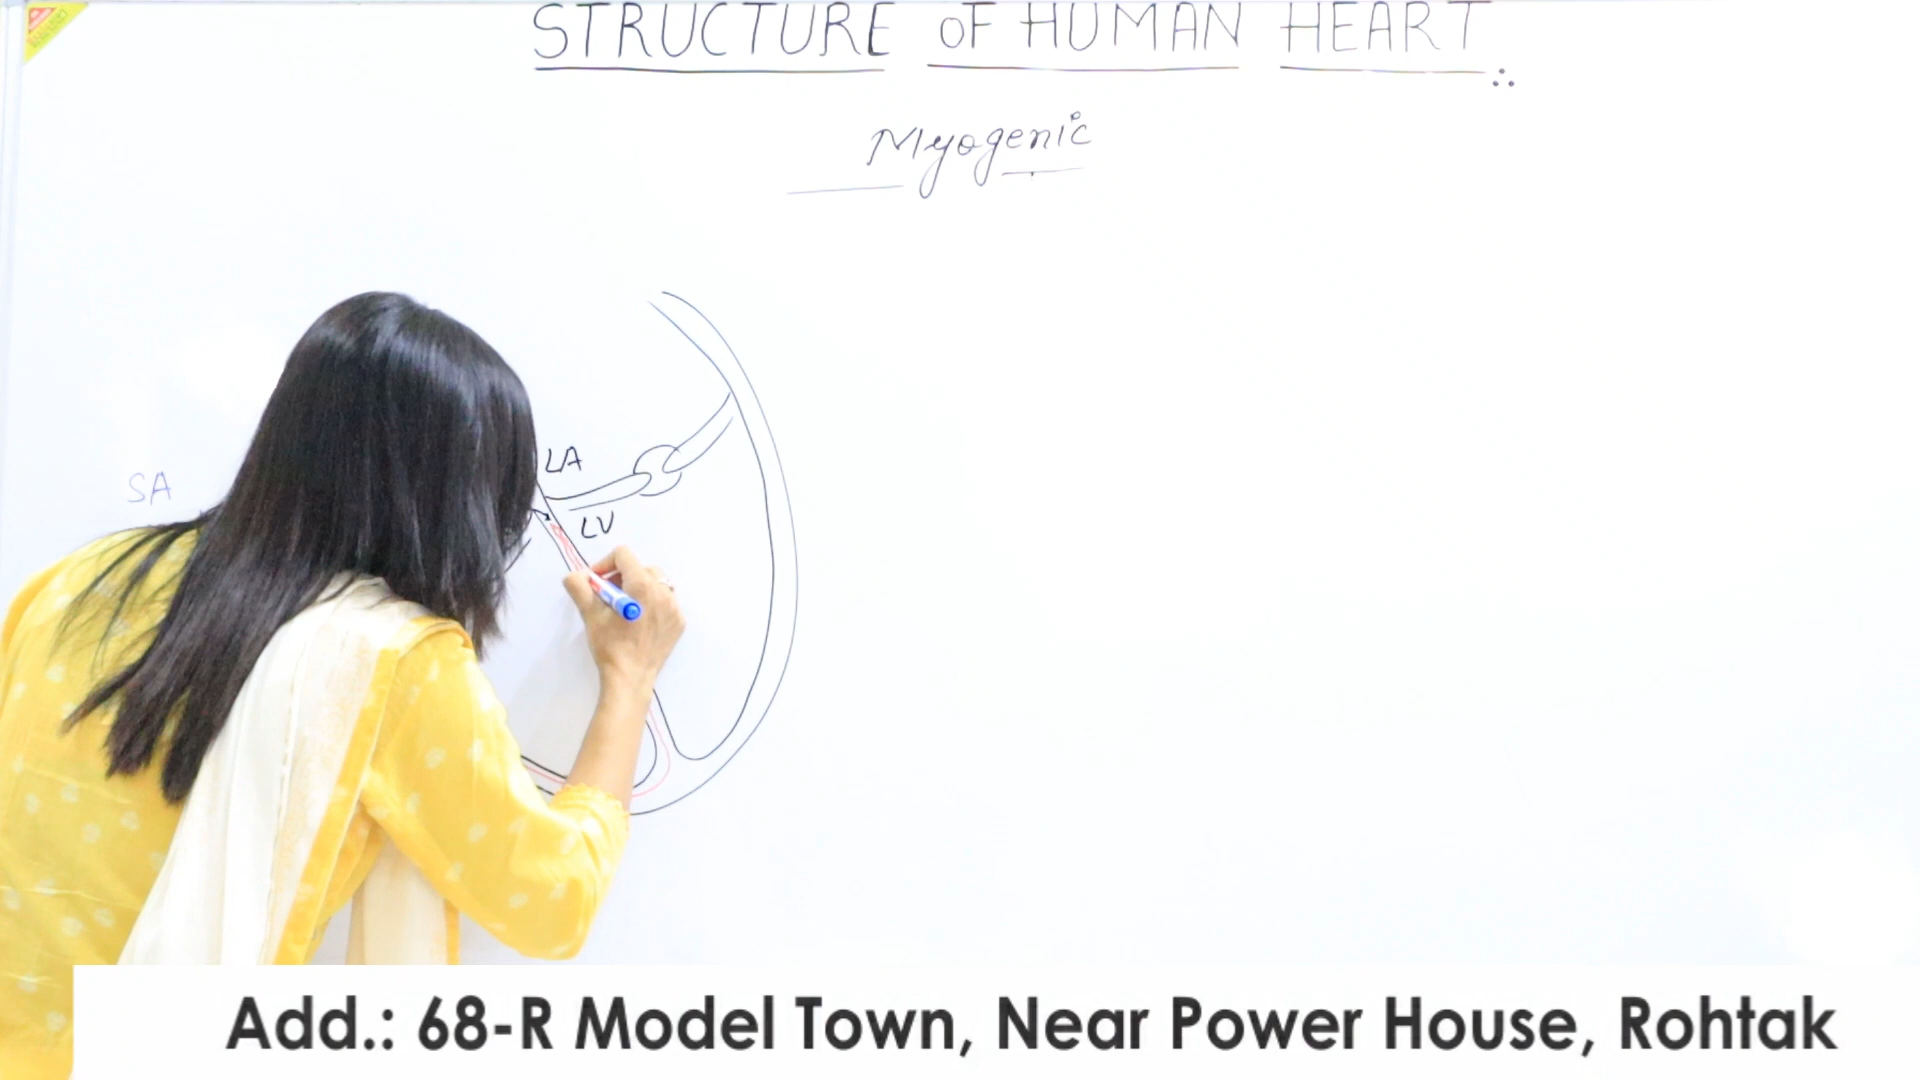 STRUCTURE OF HUMAN HEART
Myogenic
LA
SA
LV
Add.: 68-R Model Town, Near Power House, Rohtak